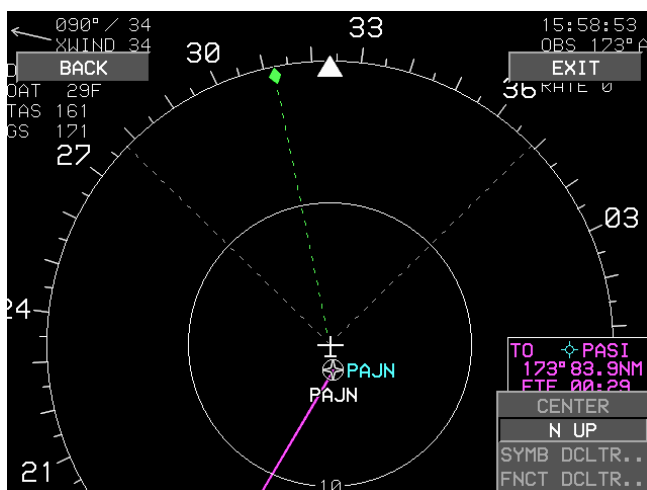 090° / 34
XWIND 34
15:58:53
OBS 173°A
BACK
EXIT
D
OAT 29F
TAS 161
GS 171
RATE 0
30
33
36
27
03
24
21
PAJN
PAJN
TO PASI
173° 83.9NM
ETE 00:29
CENTER
N UP
SYMB DCLTR..
FNCT DCLTR..
10